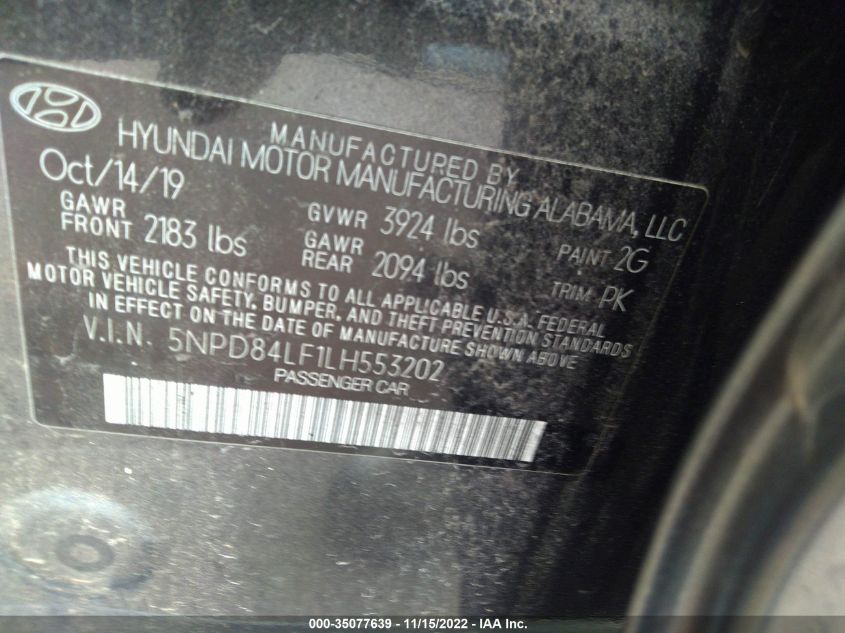 MANUFACTURED BY
HYUNDAI MOTOR MANUFACTURING ALABAMA, LLC
Oct/14/19
GAWR FRONT 2183 lbs
GVWR 3924 lbs
GAWR REAR 2094 lbs
PAINT 2G
TRIM PK
THIS VEHICLE CONFORMS TO ALL APPLICABLE U.S.A. FEDERAL
MOTOR VEHICLE SAFETY, BUMPER, AND THEFT PREVENTION STANDARDS
IN EFFECT ON THE DATE OF MANUFACTURE SHOWN ABOVE
V.I.N. 5NPD84LF1LH553202
PASSENGER CAR
000-35077639 - 11/15/2022 - IAA Inc.